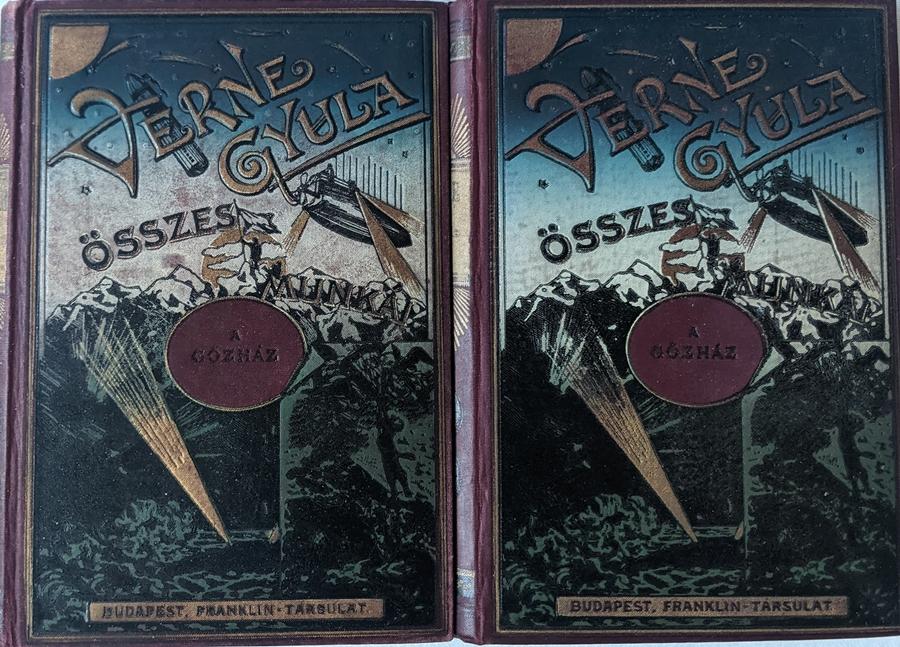 VERNE
GYULA
ÖSSZES
MUNKÁI
A
GŐZHÁZ
BUDAPEST, FRANKLIN-TÁRSULAT
VERNE
GYULA
ÖSSZES
MUNKÁI
A
GŐZHÁZ
BUDAPEST, FRANKLIN-TÁRSULAT